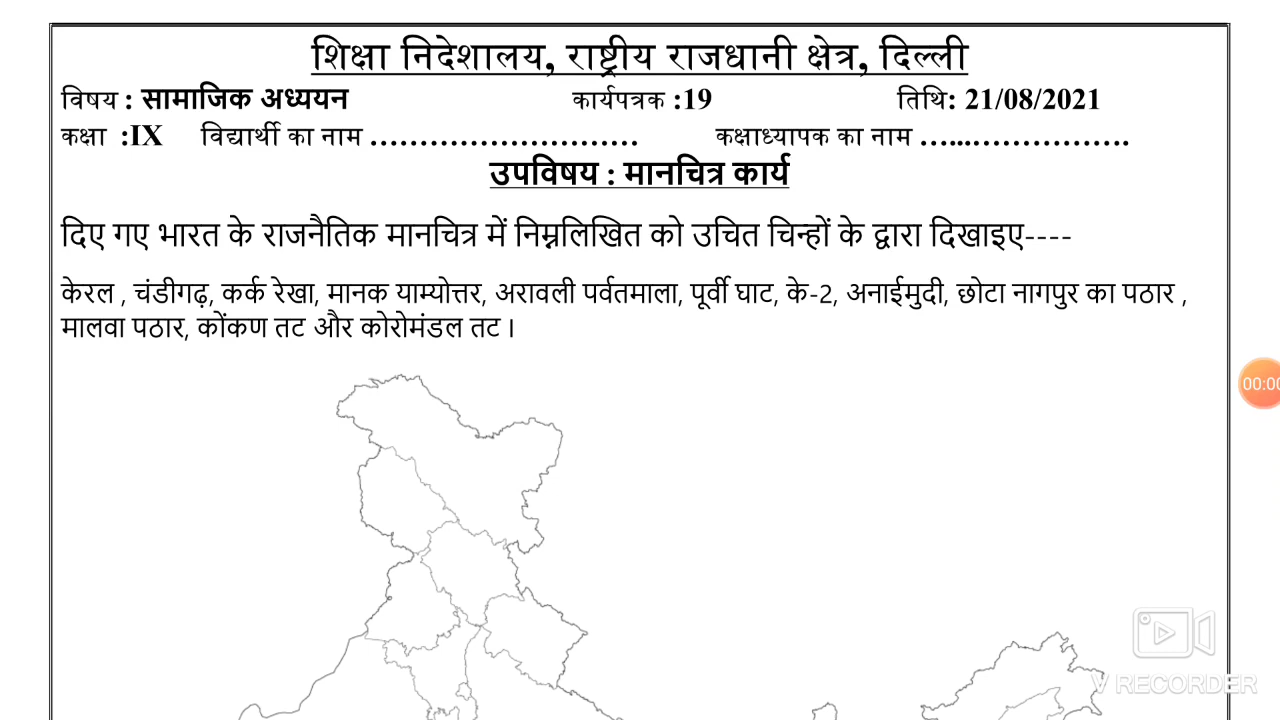 शिक्षा निदेशालय, राष्ट्रीय राजधानी क्षेत्र, दिल्ली
विषय : सामाजिक अध्ययन कार्यपत्रक :19 तिथि: 21/08/2021
कक्षा :IX विद्यार्थी का नाम ……………………… कक्षाध्यापक का नाम …...…………….
उपविषय : मानचित्र कार्य
दिए गए भारत के राजनैतिक मानचित्र में निम्नलिखित को उचित चिन्हों के द्वारा दिखाइए----
केरल , चंडीगढ़, कर्क रेखा, मानक याम्योत्तर, अरावली पर्वतमाला, पूर्वी घाट, के-2, अनाईमुदी, छोटा नागपुर का पठार ,
मालवा पठार, कोंकण तट और कोरोमंडल तट ।
00:00
V RECORDER